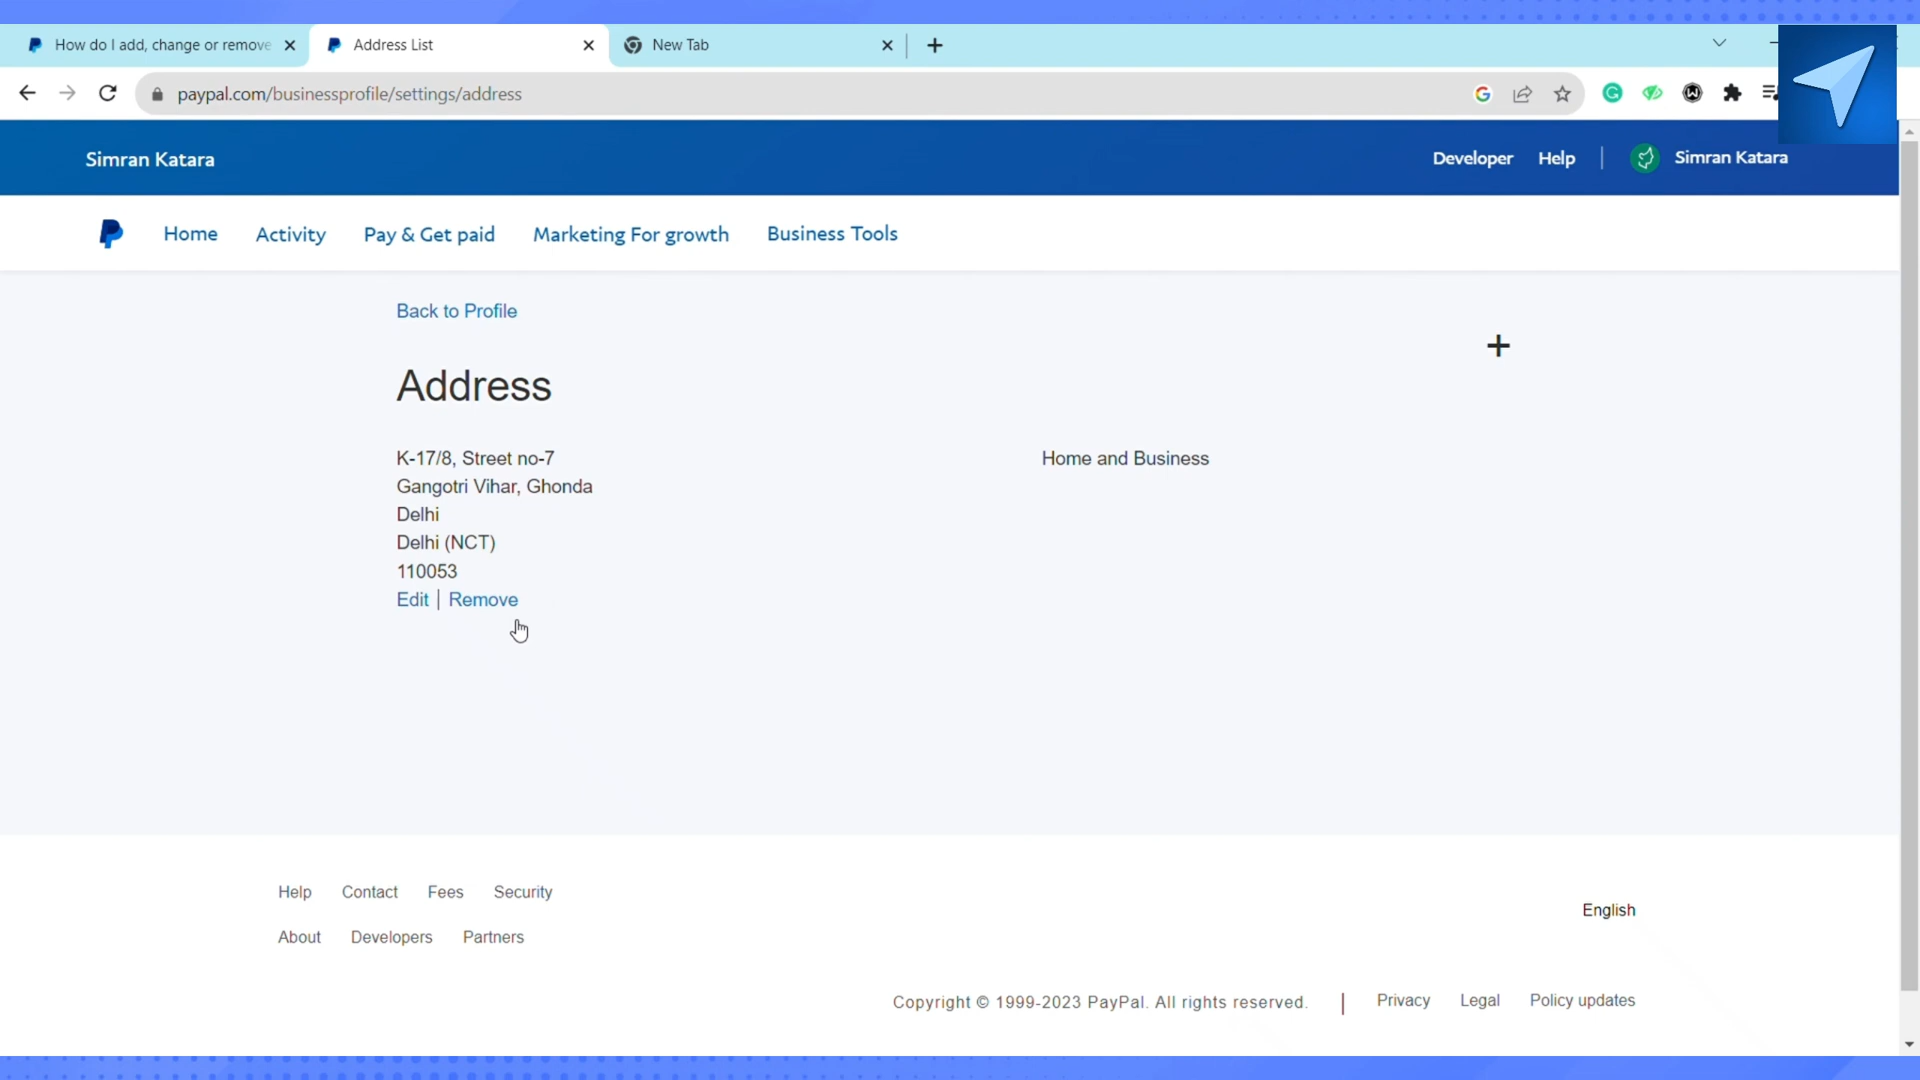 How do I add, change or remove
Address List
New Tab
paypal.com/businessprofile/settings/address
Simran Katara
Developer Help Simran Katara
Home Activity Pay & Get paid Marketing For growth Business Tools
Back to Profile
Address
K-17/8, Street no-7
Home and Business
Gangotri Vihar, Ghonda
Delhi
Delhi (NCT)
110053
Edit | Remove
Help Contact Fees Security
English
About Developers Partners
Copyright © 1999-2023 PayPal. All rights reserved. | Privacy Legal Policy updates